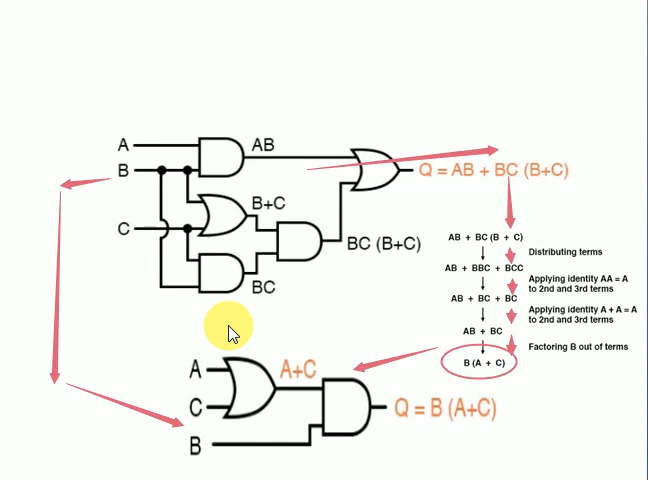 A
AB
B
Q = AB + BC (B+C)
B+C
C
BC (B+C)
BC
AB + BC (B + C)
Distributing terms
AB + BBC + BCC
Applying identity AA = A
to 2nd and 3rd terms
AB + BC + BC
Applying identity A + A = A
to 2nd and 3rd terms
AB + BC
Factoring B out of terms
B (A + C)
A
A+C
C
Q = B (A+C)
B